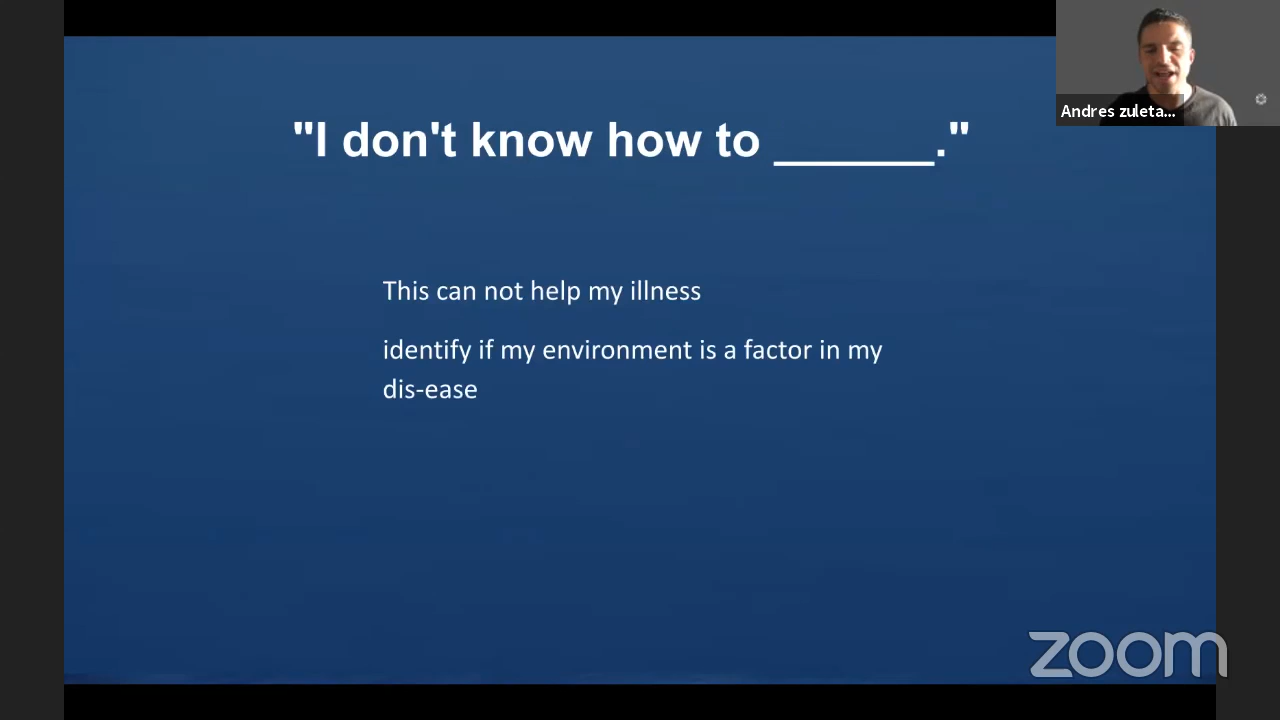 "I don't know how to ______."
This can not help my illness
identify if my environment is a factor in my
dis-ease
Andres zuleta...
zoom